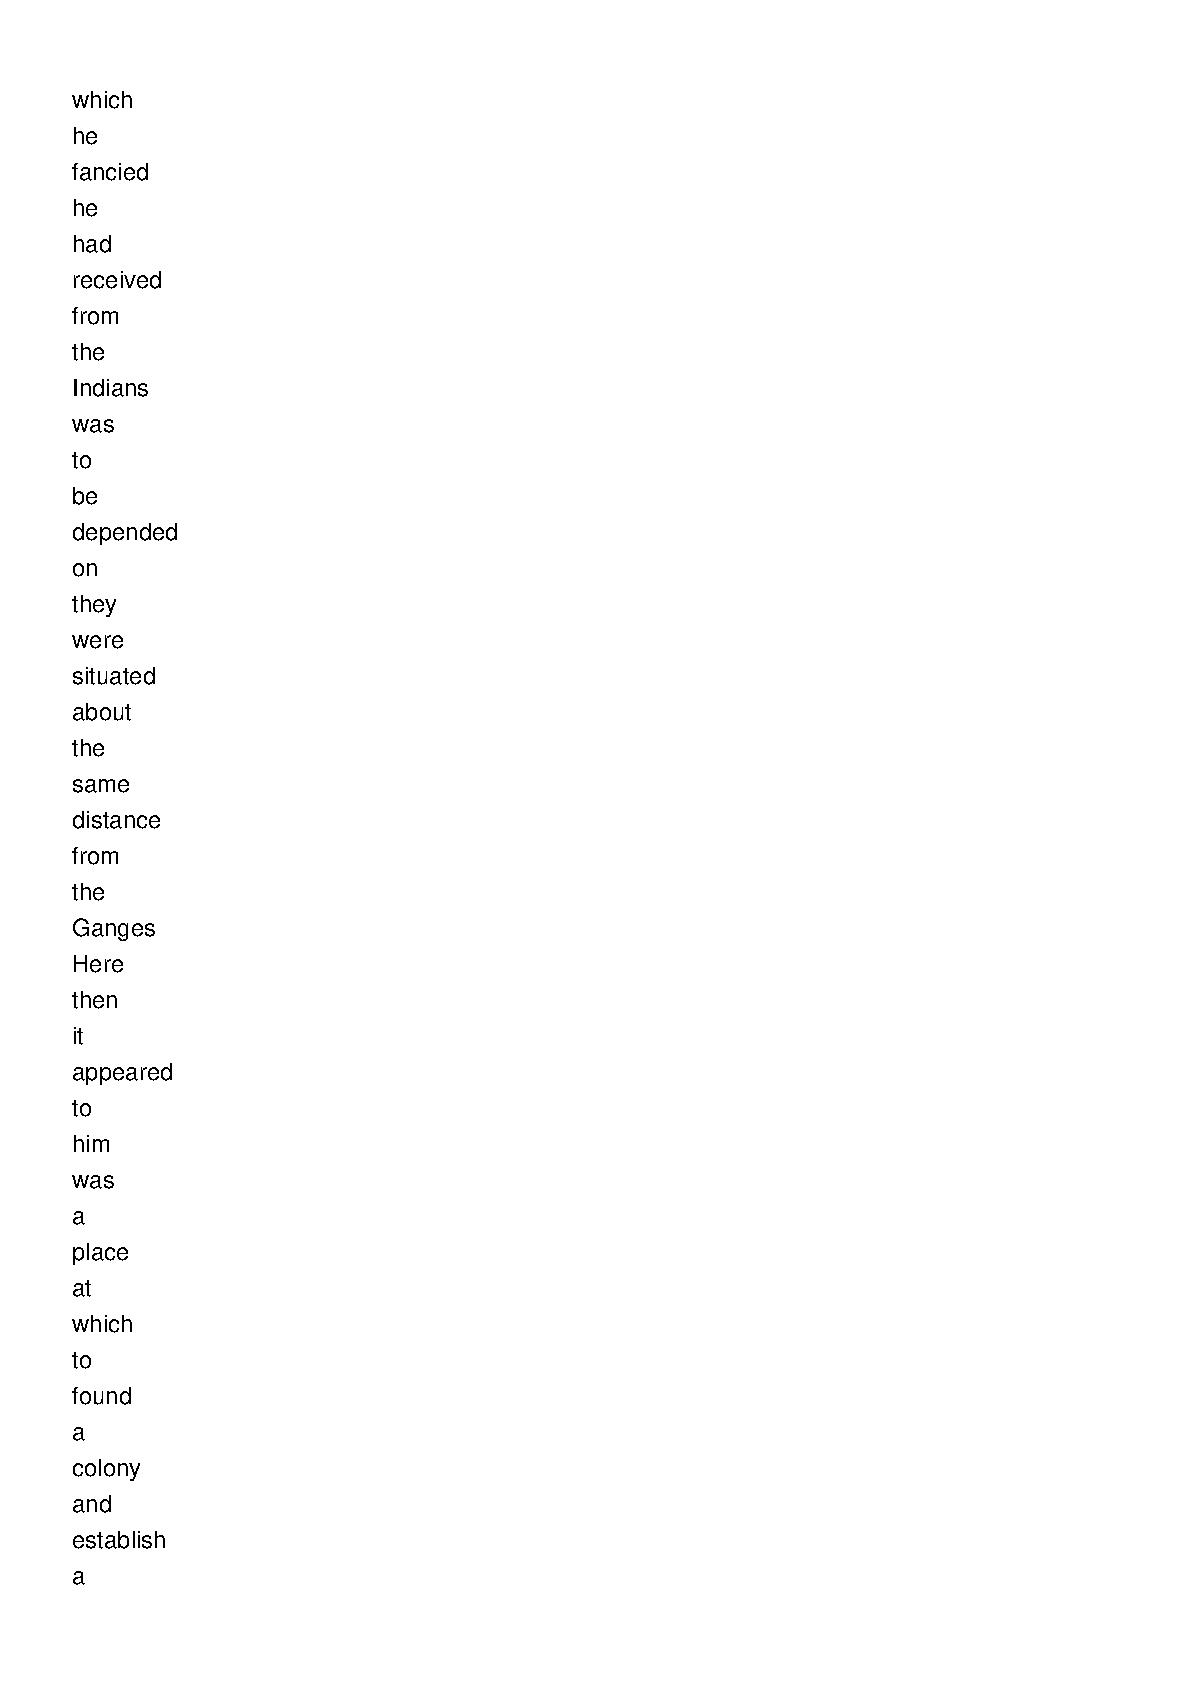 which
he
fancied
he
had
received
from
the
Indians
was
to
be
depended
on
they
were
situated
about
the
same
distance
from
the
Ganges
Here
then
it
appeared
to
him
was
a
place
at
which
to
found
a
colony
and
establish
a